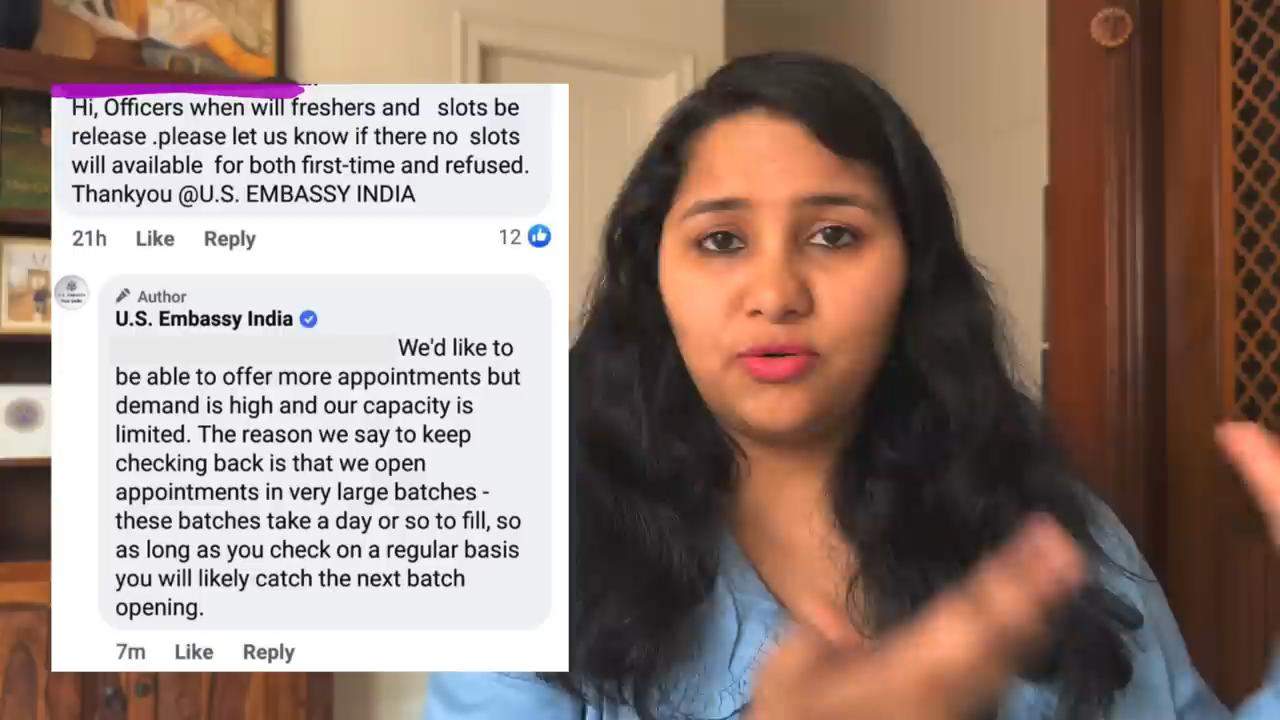 Hi, Officers when will freshers and slots be
release .please let us know if there no slots
will available for both first-time and refused.
Thankyou @U.S. EMBASSY INDIA
21h Like Reply 12
Author
U.S. Embassy India
We'd like to
be able to offer more appointments but
demand is high and our capacity is
limited. The reason we say to keep
checking back is that we open
appointments in very large batches -
these batches take a day or so to fill, so
as long as you check on a regular basis
you will likely catch the next batch
opening.
7m Like Reply